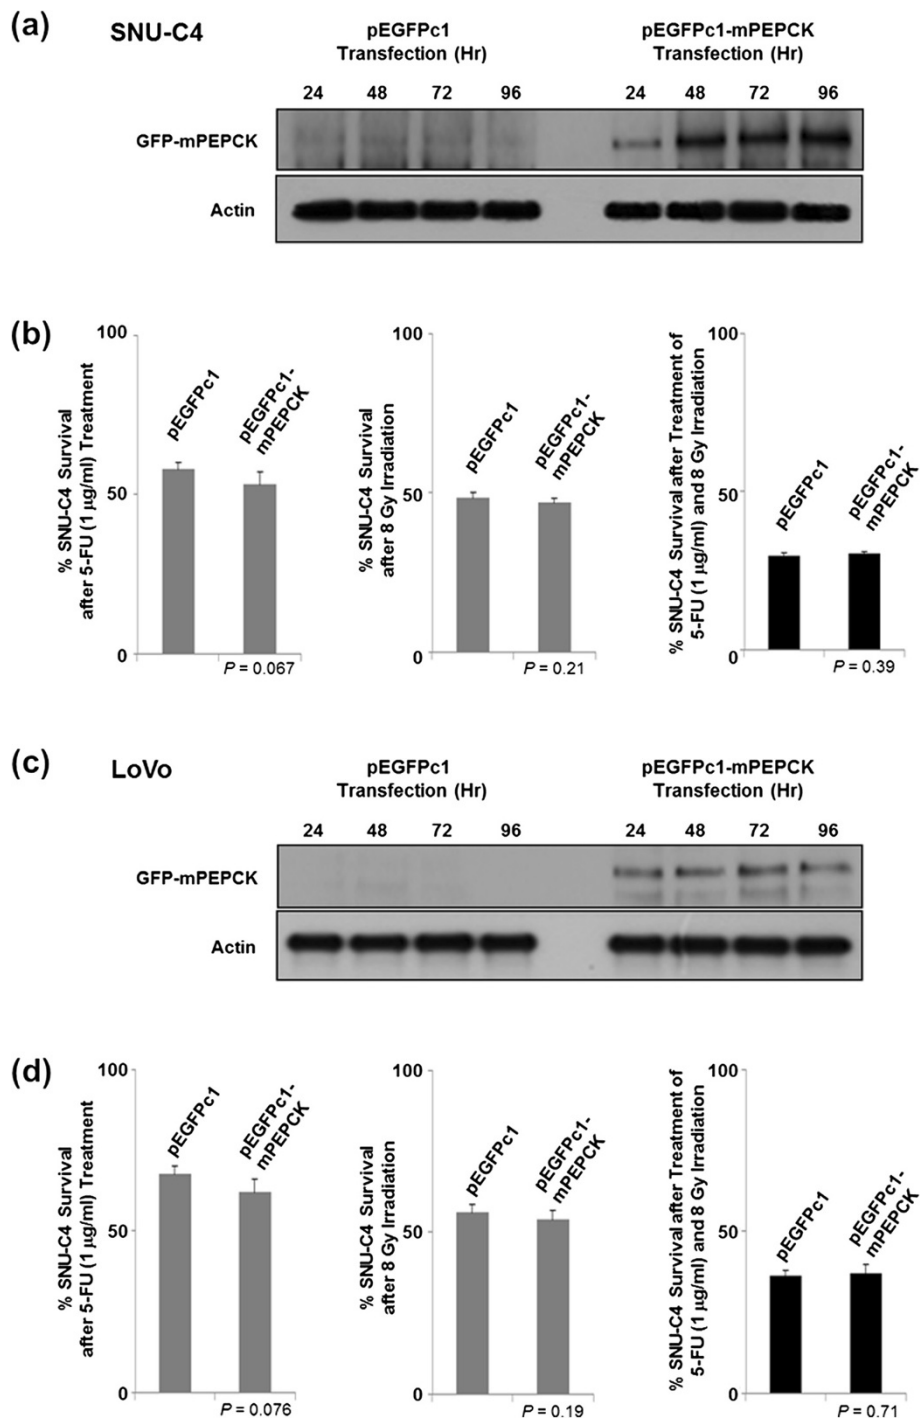 (a) SNU-C4
pEGFPc1
Transfection (Hr)
pEGFPc1-mPEPCK
Transfection (Hr)
24 48 72 96 24 48 72 96
GFP-mPEPCK
Actin
(b)
% SNU-C4 Survival
after 5-FU (1 μg/ml) Treatment
100
50
0
pEGFPc1
pEGFPc1-
mPEPCK
P = 0.067
% SNU-C4 Survival
after 8 Gy Irradiation
100
50
0
pEGFPc1
pEGFPc1-
mPEPCK
P = 0.21
% SNU-C4 Survival after Treatment of
5-FU (1 μg/ml) and 8 Gy Irradiation
100
50
0
pEGFPc1
pEGFPc1-
mPEPCK
P = 0.39
(c) LoVo
pEGFPc1
Transfection (Hr)
pEGFPc1-mPEPCK
Transfection (Hr)
24 48 72 96 24 48 72 96
GFP-mPEPCK
Actin
(d)
% SNU-C4 Survival
after 5-FU (1 μg/ml) Treatment
100
50
0
pEGFPc1
pEGFPc1-
mPEPCK
P = 0.076
% SNU-C4 Survival
after 8 Gy Irradiation
100
50
0
pEGFPc1
pEGFPc1-
mPEPCK
P = 0.19
% SNU-C4 Survival after Treatment of
5-FU (1 μg/ml) and 8 Gy Irradiation
100
50
0
pEGFPc1
pEGFPc1-
mPEPCK
P = 0.71